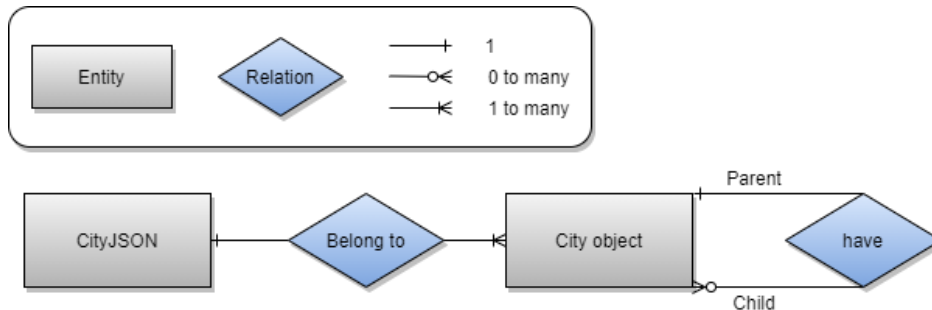 Entity
Relation
1
0 to many
1 to many
Parent
CityJSON
Belong to
City object
have
Child